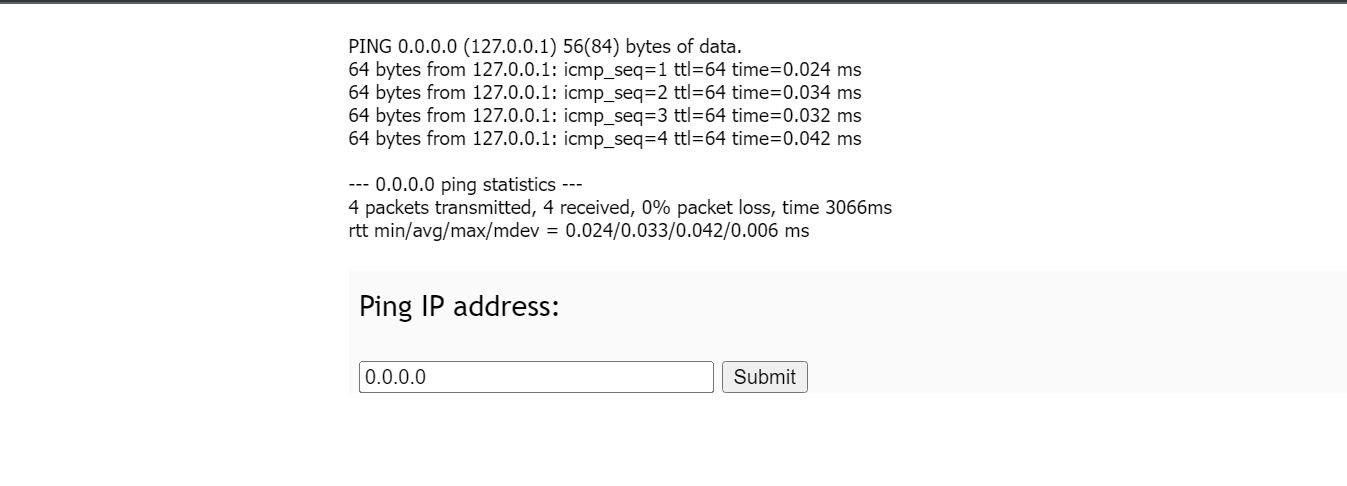 PING 0.0.0.0 (127.0.0.1) 56(84) bytes of data.
64 bytes from 127.0.0.1: icmp_seq=1 ttl=64 time=0.024 ms
64 bytes from 127.0.0.1: icmp_seq=2 ttl=64 time=0.034 ms
64 bytes from 127.0.0.1: icmp_seq=3 ttl=64 time=0.032 ms
64 bytes from 127.0.0.1: icmp_seq=4 ttl=64 time=0.042 ms
--- 0.0.0.0 ping statistics ---
4 packets transmitted, 4 received, 0% packet loss, time 3066ms
rtt min/avg/max/mdev = 0.024/0.033/0.042/0.006 ms
Ping IP address:
0.0.0.0 Submit